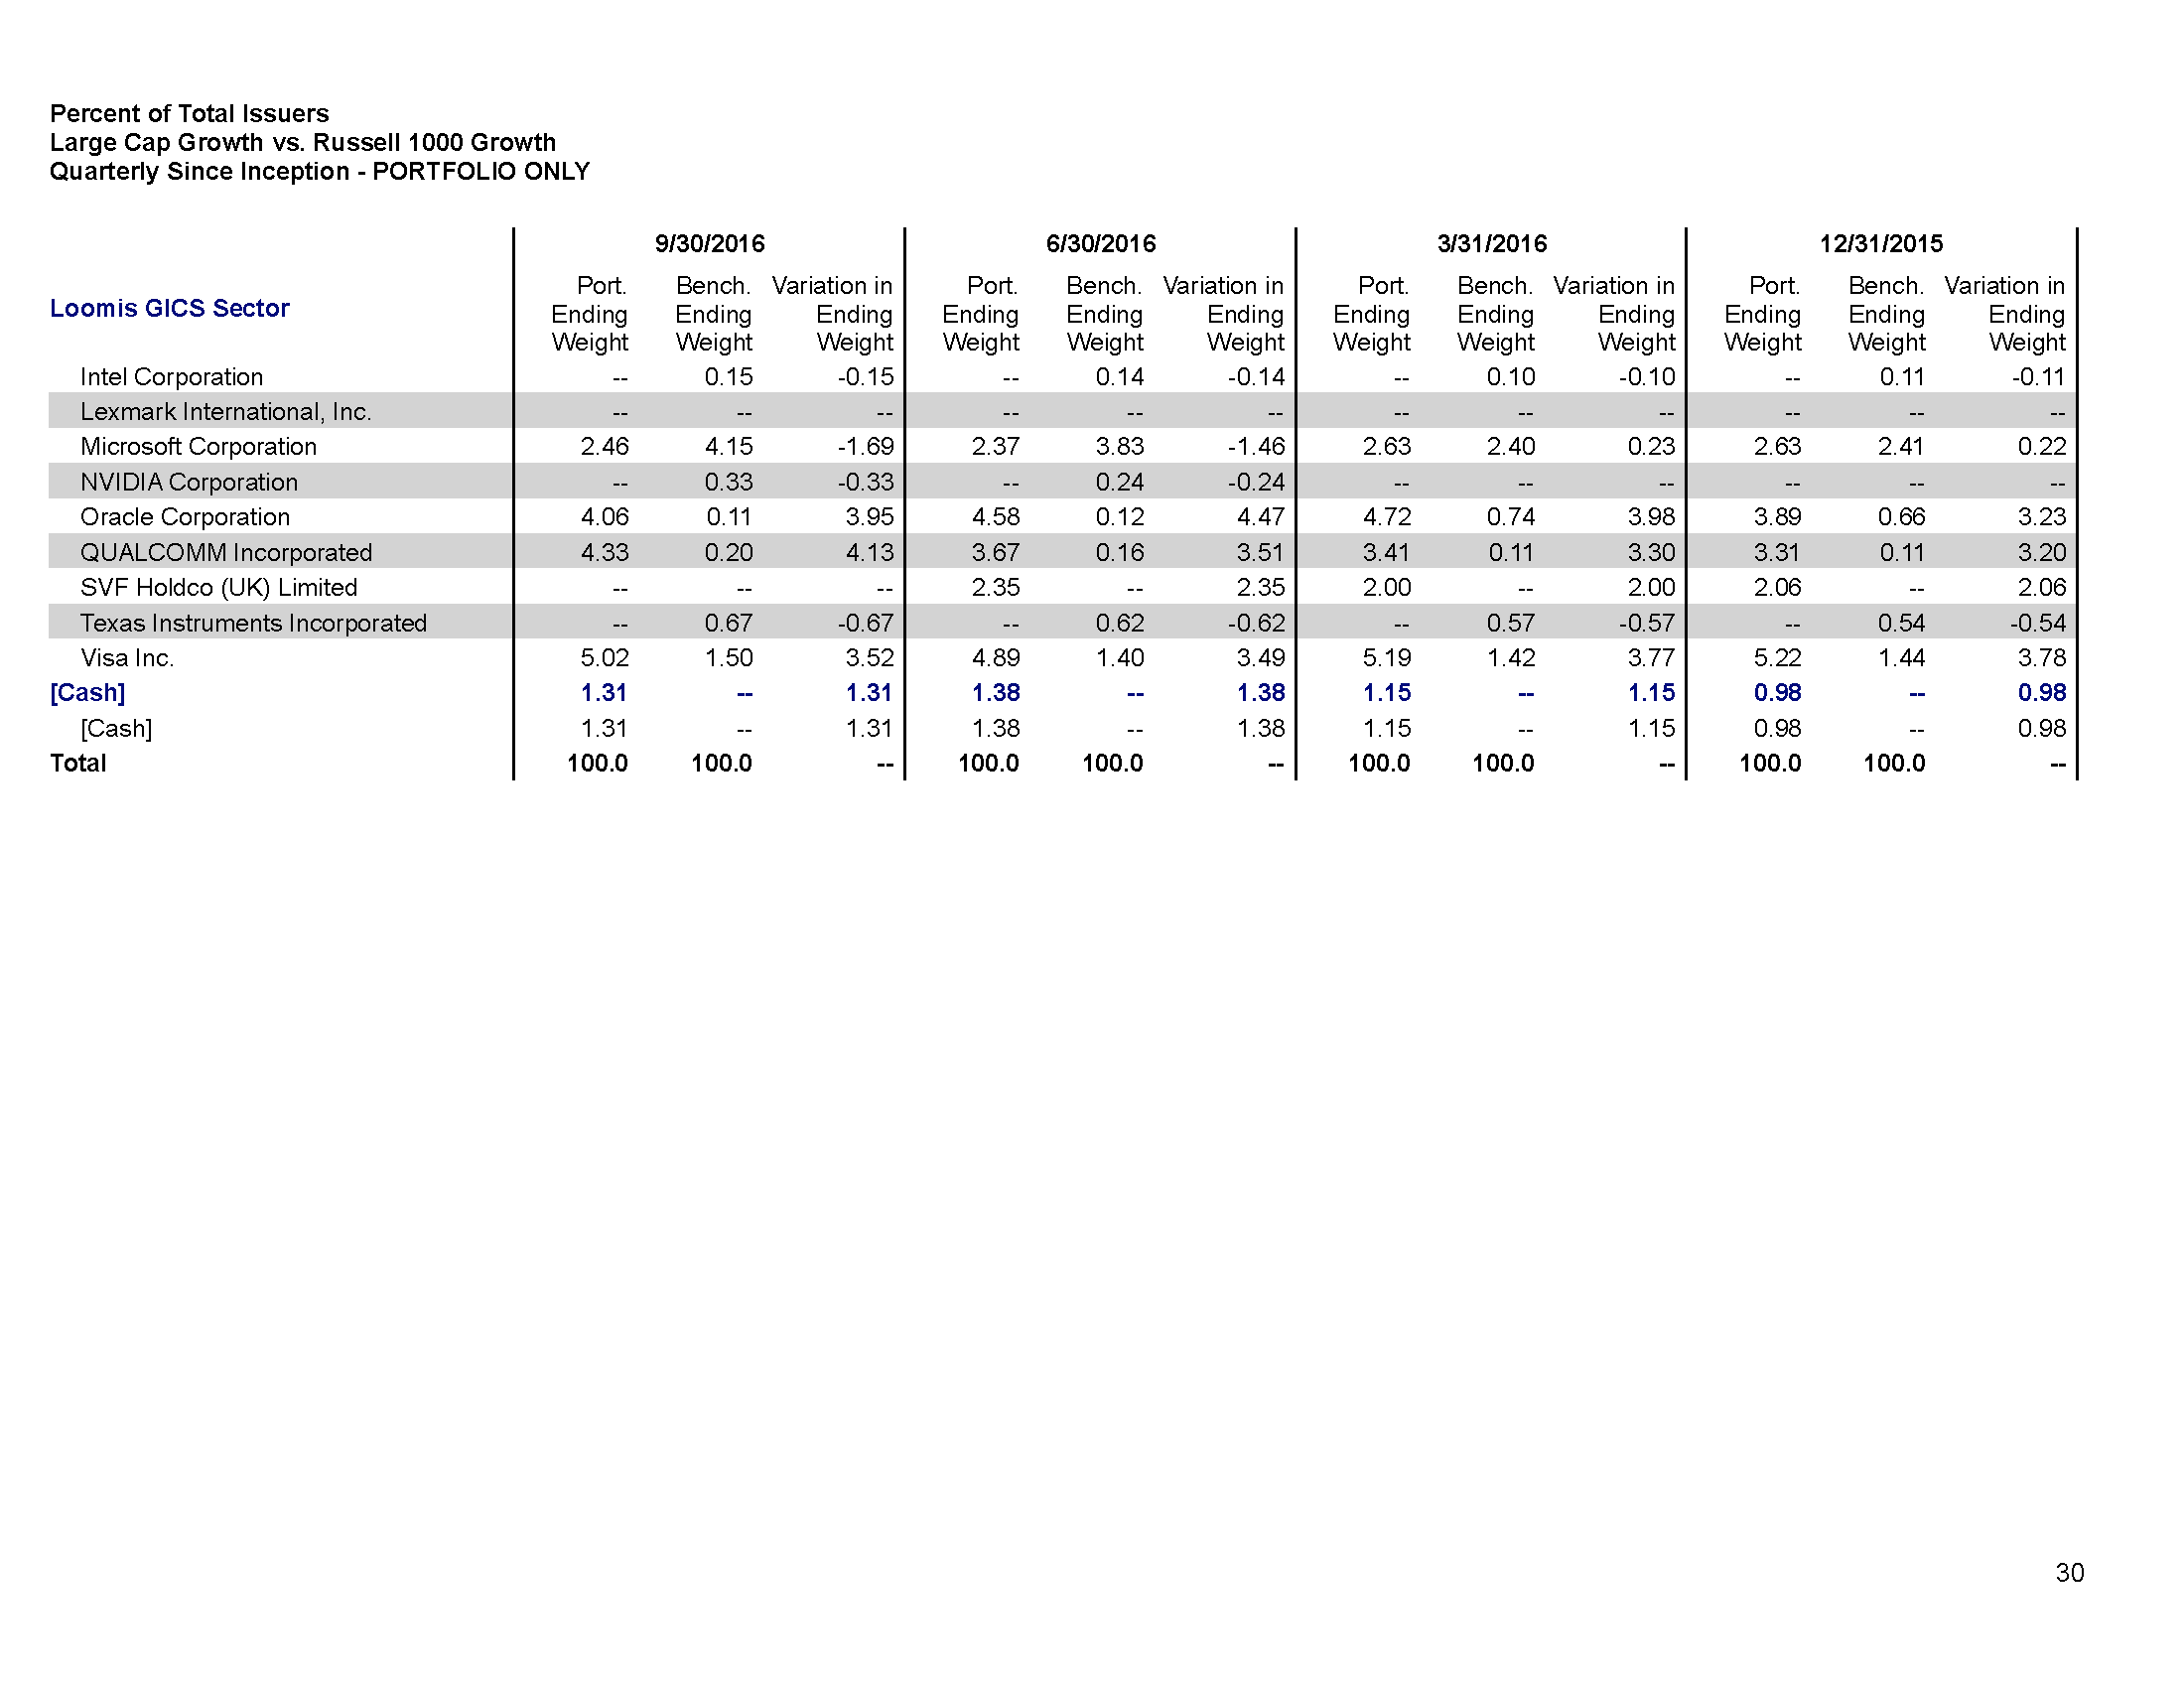 Percent of Total Issuers
Large Cap Growth vs. Russell 1000 Growth
Quarterly Since Inception - PORTFOLIO ONLY
9/30/2016 6/30/2016 3/31/2016 12/31/2015
Loomis GICS Sector
Port. Bench. Variation in Port. Bench. Variation in Port. Bench. Variation in Port. Bench. Variation in
Ending Ending Ending Ending Ending Ending Ending Ending Ending Ending Ending Ending
Weight Weight Weight Weight Weight Weight Weight Weight Weight Weight Weight Weight
Intel Corporation -- 0.15 -0.15 -- 0.14 -0.14 -- 0.10 -0.10 -- 0.11 -0.11
Lexmark International, Inc. -- -- -- -- -- -- -- -- -- -- -- --
Microsoft Corporation 2.46 4.15 -1.69 2.37 3.83 -1.46 2.63 2.40 0.23 2.63 2.41 0.22
NVIDIA Corporation -- 0.33 -0.33 -- 0.24 -0.24 -- -- -- -- -- --
Oracle Corporation 4.06 0.11 3.95 4.58 0.12 4.47 4.72 0.74 3.98 3.89 0.66 3.23
QUALCOMM Incorporated 4.33 0.20 4.13 3.67 0.16 3.51 3.41 0.11 3.30 3.31 0.11 3.20
SVF Holdco (UK) Limited -- -- -- 2.35 -- 2.35 2.00 -- 2.00 2.06 -- 2.06
Texas Instruments Incorporated -- 0.67 -0.67 -- 0.62 -0.62 -- 0.57 -0.57 -- 0.54 -0.54
Visa Inc. 5.02 1.50 3.52 4.89 1.40 3.49 5.19 1.42 3.77 5.22 1.44 3.78
[Cash] 1.31 -- 1.31 1.38 -- 1.38 1.15 -- 1.15 0.98 -- 0.98
[Cash] 1.31 -- 1.31 1.38 -- 1.38 1.15 -- 1.15 0.98 -- 0.98
Total 100.0 100.0 -- 100.0 100.0 -- 100.0 100.0 -- 100.0 100.0 --
30